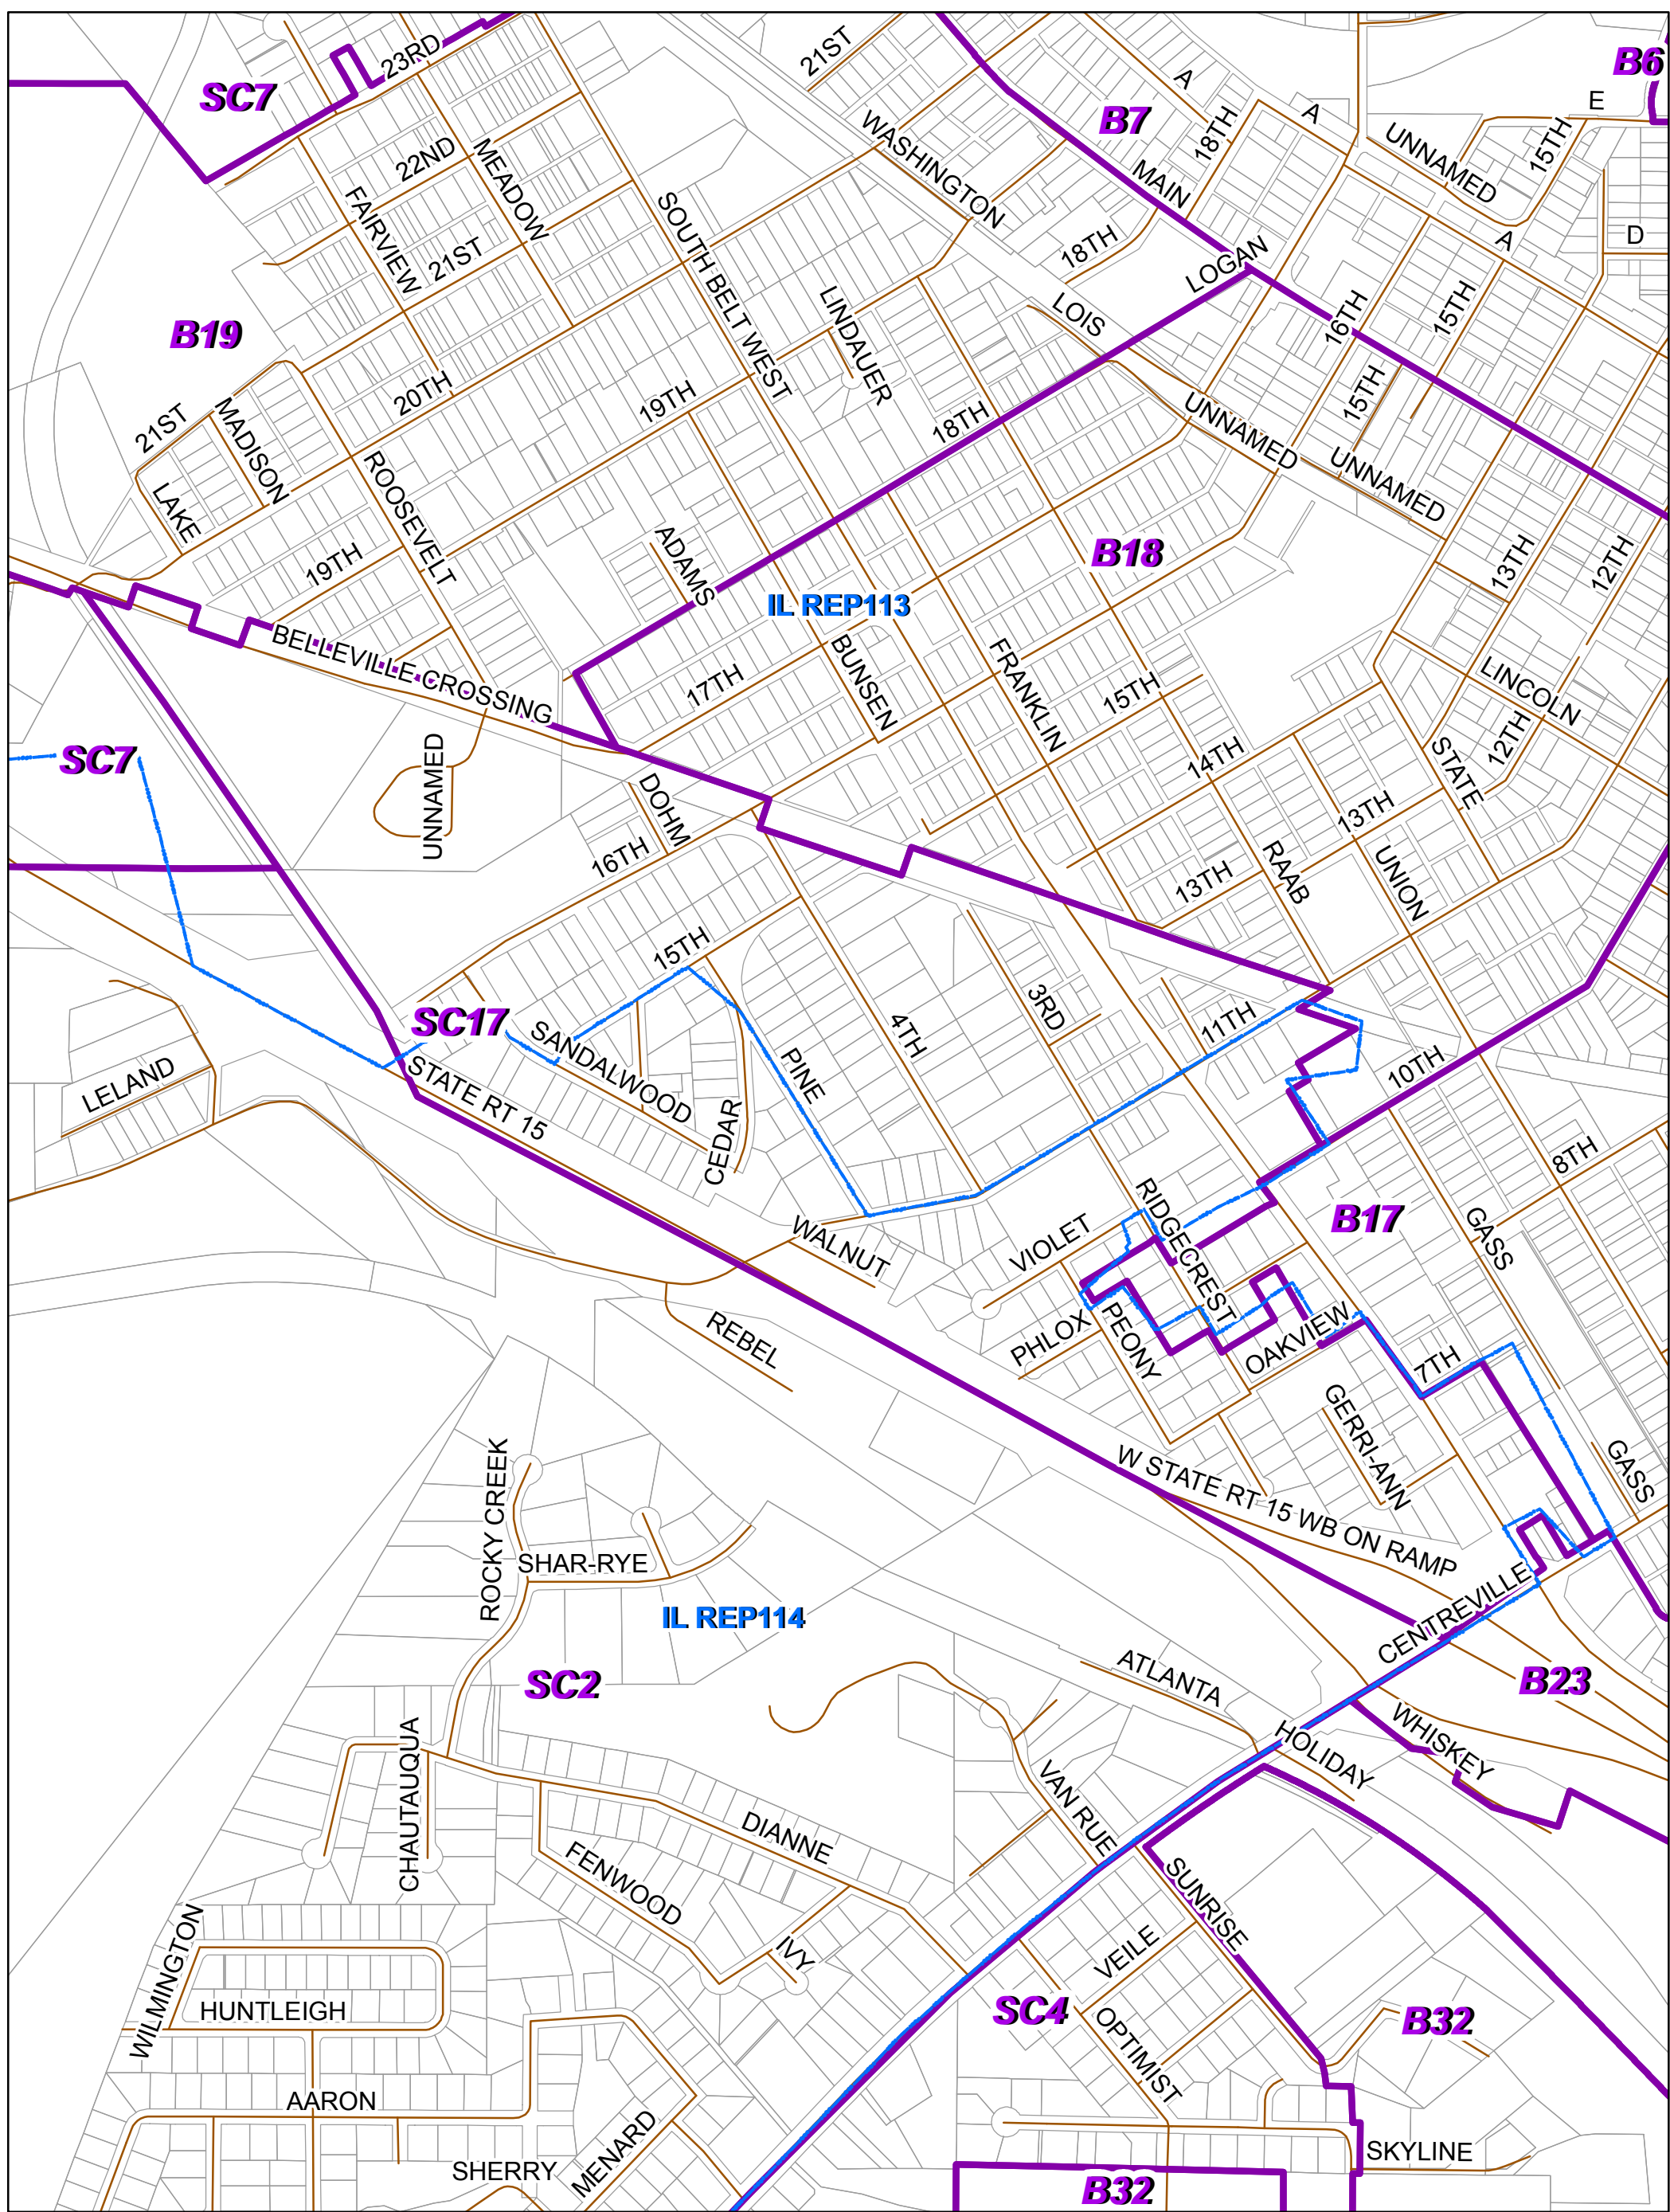 21ST
23RD
SC7
B6
A
E
B7
A
18TH
WASHINGTON
UNNAMED
15TH
22ND
MEADOW
MAIN
FAIRVIEW
SOUTH BELT WEST
18TH
A
D
21ST
LOGAN
LINDAUER
LOIS
16TH
15TH
B19
20TH
19TH
15TH
21ST
MADISON
18TH
UNNAMED
UNNAMED
LAKE
ROOSEVELT
19TH
ADAMS
B18
13TH
12TH
IL REP113
BELLEVILLE CROSSING
17TH
BUNSEN
FRANKLIN
15TH
LINCOLN
SC7
UNNAMED
14TH
STATE
12TH
DOHM
16TH
13TH
RAAB
UNION
13TH
15TH
SC17
3RD
4TH
11TH
SANDALWOOD
LELAND
STATE RT 15
PINE
10TH
CEDAR
8TH
RIDGECREST
B17
WALNUT
VIOLET
GASS
REBEL
PHLOX
PEONY
OAKVIEW
7TH
GERRI-ANN
ROCKY CREEK
W STATE RT 15 WB ON RAMP
GASS
SHAR-RYE
IL REP114
CENTREVILLE
SC2
ATLANTA
B23
CHAUTAUQUA
HOLIDAY
WHISKEY
VAN RUE
DIANNE
FENWOOD
SUNRISE
WILMINGTON
IVY
VEILE
HUNTLEIGH
SC4
OPTIMIST
B32
AARON
MENARD
SHERRY
SKYLINE
B32